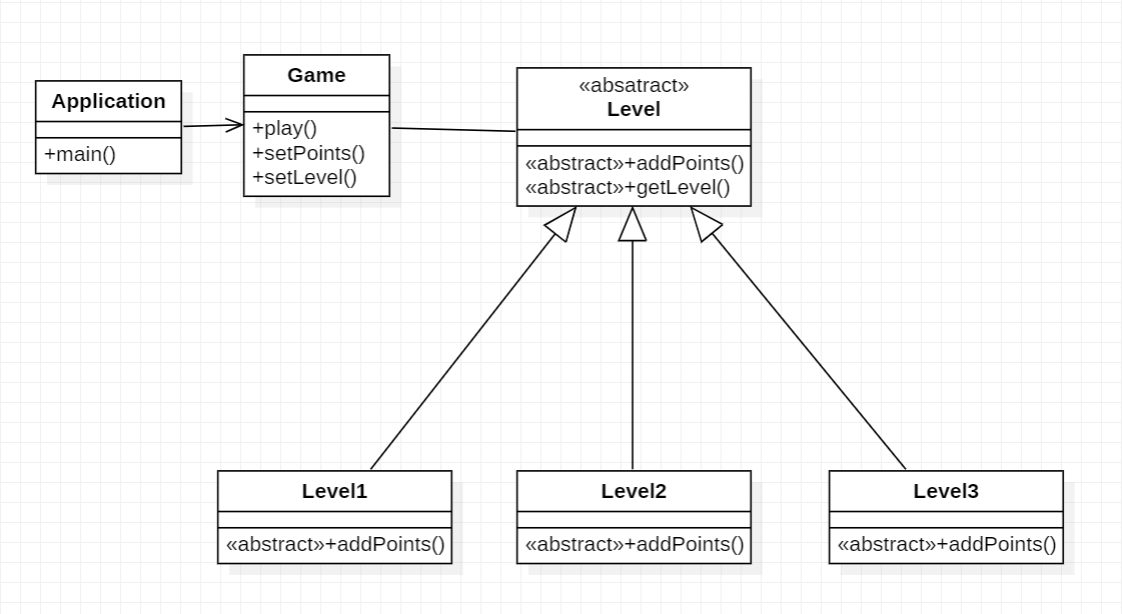 Application
+main()
Game
+play()
+setPoints()
+setLevel()
«absatract»
Level
«abstract»+addPoints()
«abstract»+getLevel()
Level1
«abstract»+addPoints()
Level2
«abstract»+addPoints()
Level3
«abstract»+addPoints()